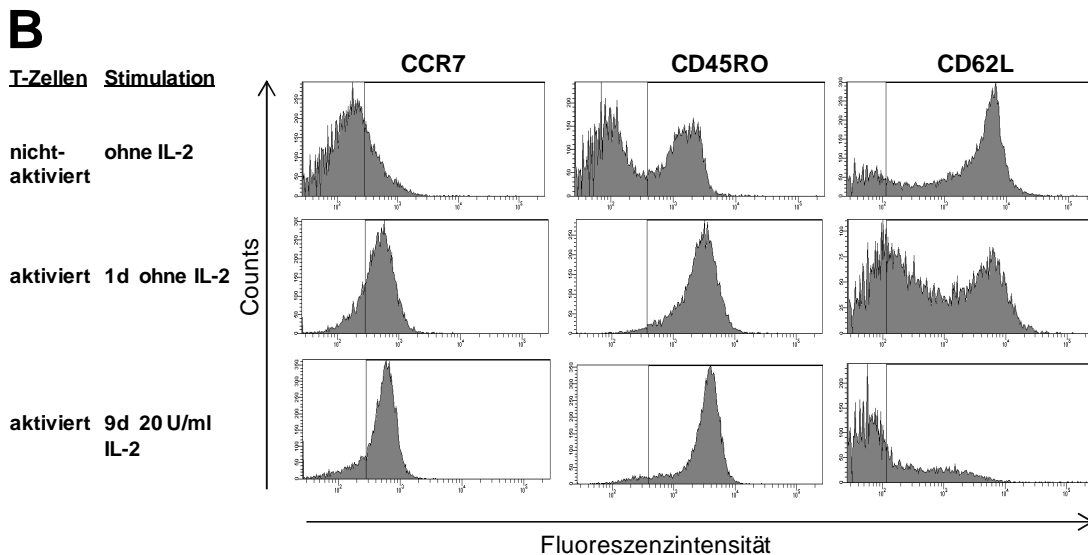 B
T-Zellen Stimulation
CCR7 CD45RO CD62L
nicht-
aktiviert ohne IL-2
aktiviert 1d ohne IL-2
aktiviert 9d 20 U/ml
IL-2
Counts
Fluoreszenzintensität